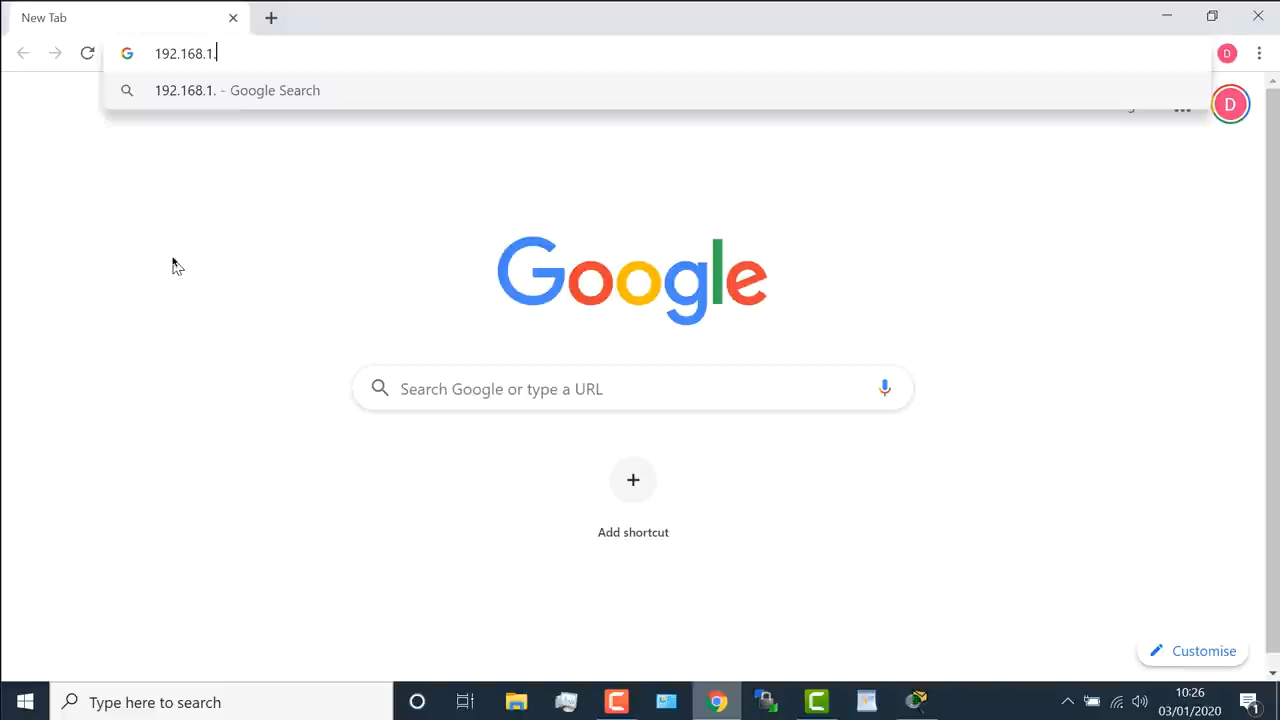 New Tab
192.168.1.
192.168.1. - Google Search
D
D
Google
Search Google or type a URL
Add shortcut
Customise
Type here to search
10:26
03/01/2020
1